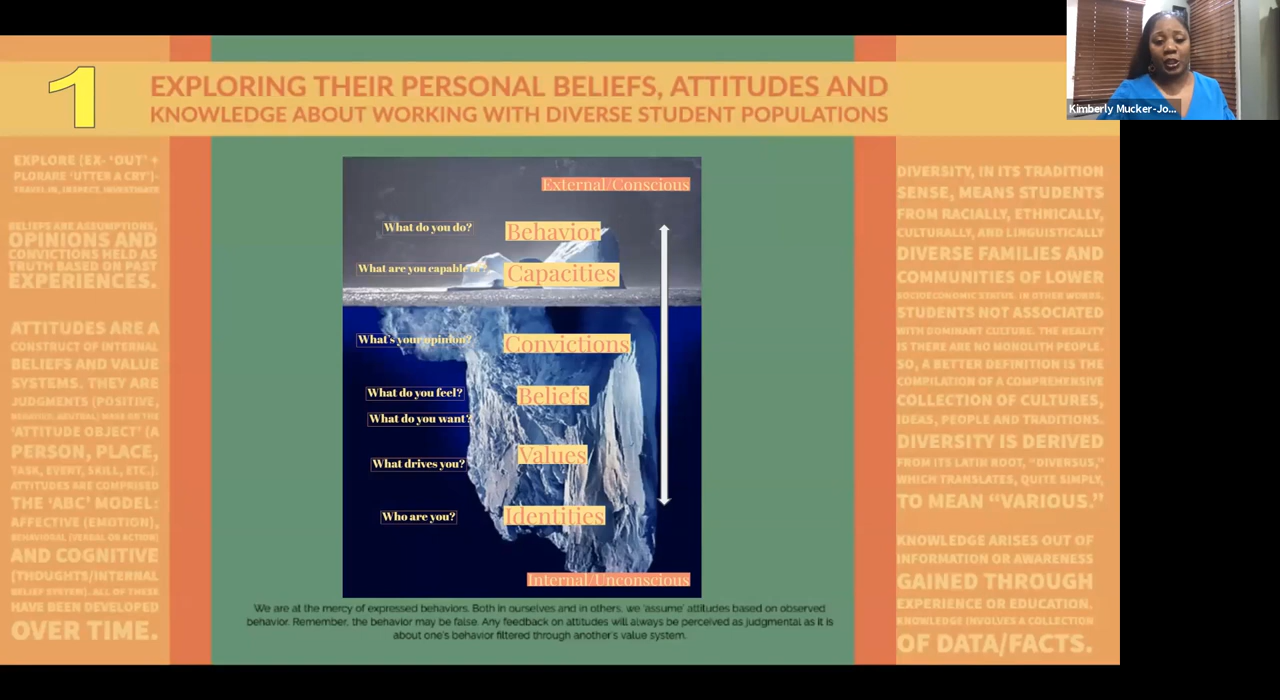 1
EXPLORING THEIR PERSONAL BELIEFS, ATTITUDES AND
KNOWLEDGE ABOUT WORKING WITH DIVERSE STUDENT POPULATIONS
Kimberly Mucker-Jo...
EXPLORE (EX- ‘OUT’ +
PLORARE ‘UTTER A CRY’)-
TRAVEL IN, INSPECT, INVESTIGATE
BELIEFS ARE ASSUMPTIONS,
OPINIONS AND
CONVICTIONS HELD AS
TRUTH BASED ON PAST
EXPERIENCES.
ATTITUDES ARE A
CONSTRUCT OF INTERNAL
BELIEFS AND VALUE
SYSTEMS. THEY ARE
JUDGMENTS (POSITIVE,
NEGATIVE, NEUTRAL) MADE ON THE
‘ATTITUDE OBJECT’ (A
PERSON, PLACE,
TASK, EVENT, SKILL, ETC.).
ATTITUDES ARE COMPRISED
THE ‘ABC’ MODEL:
AFFECTIVE (EMOTION),
BEHAVIORAL (VERBAL OR ACTION)
AND COGNITIVE
(THOUGHTS/INTERNAL
BELIEF SYSTEM). ALL OF THESE
HAVE BEEN DEVELOPED
OVER TIME.
External/Conscious
What do you do?
Behavior
What are you capable of?
Capacities
What's your opinion?
Convictions
What do you feel?
Beliefs
What do you want?
Values
What drives you?
Who are you?
Identities
Internal/Unconscious
We are at the mercy of expressed behaviors. Both in ourselves and in others, we 'assume' attitudes based on observed
behavior. Remember, the behavior may be false. Any feedback on attitudes will always be perceived as judgmental as it is
about one's behavior filtered through another's value system.
DIVERSITY, IN ITS TRADITION
SENSE, MEANS STUDENTS
FROM RACIALLY, ETHNICALLY,
CULTURALLY, AND LINGUISTICALLY
DIVERSE FAMILIES AND
COMMUNITIES OF LOWER
SOCIOECONOMIC STATUS. IN OTHER WORDS,
STUDENTS NOT ASSOCIATED
WITH DOMINANT CULTURE. THE REALITY
IS THERE ARE NO MONOLITH PEOPLE.
SO, A BETTER DEFINITION IS THE
COMPILATION OF A COMPREHENSIVE
COLLECTION OF CULTURES,
IDEAS, PEOPLE AND TRADITIONS.
DIVERSITY IS DERIVED
FROM ITS LATIN ROOT, “DIVERSUS,”
WHICH TRANSLATES, QUITE SIMPLY,
TO MEAN “VARIOUS.”
KNOWLEDGE ARISES OUT OF
INFORMATION OR AWARENESS
GAINED THROUGH
EXPERIENCE OR EDUCATION.
KNOWLEDGE INVOLVES A COLLECTION
OF DATA/FACTS.